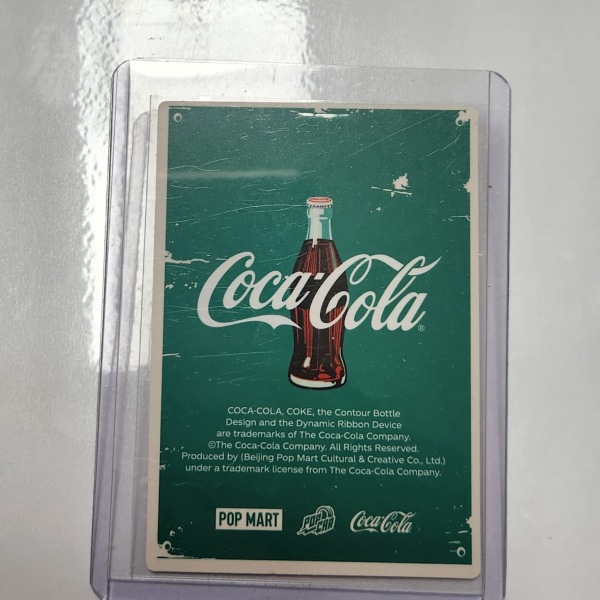 Coca-Cola®
COCA-COLA, COKE, the Contour Bottle
Design and the Dynamic Ribbon Device
are trademarks of The Coca-Cola Company.
©The Coca-Cola Company. All Rights Reserved.
Produced by (Beijing Pop Mart Cultural & Creative Co., Ltd.)
under a trademark license from The Coca-Cola Company.
POP MART POP CAR Coca-Cola